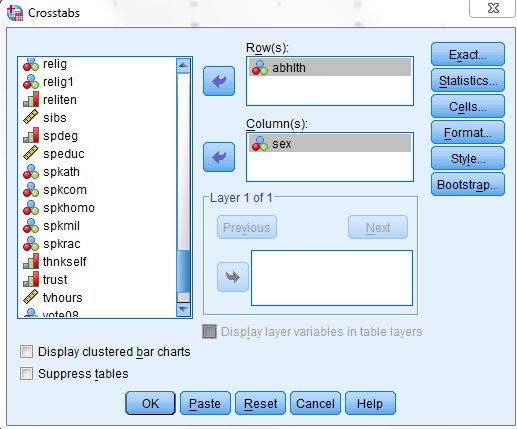 Crosstabs
relig
relig1
reliten
sibs
spdeg
speduc
spkath
spkcom
spkhomo
spkmil
spkrac
thnkself
trust
tvhours
vote08
Row(s):
abhlth
Column(s):
sex
Layer 1 of 1
Previous
Next
Display layer variables in table layers
Exact...
Statistics...
Cells...
Format...
Style...
Bootstrap...
Display clustered bar charts
Suppress tables
OK Paste Reset Cancel Help